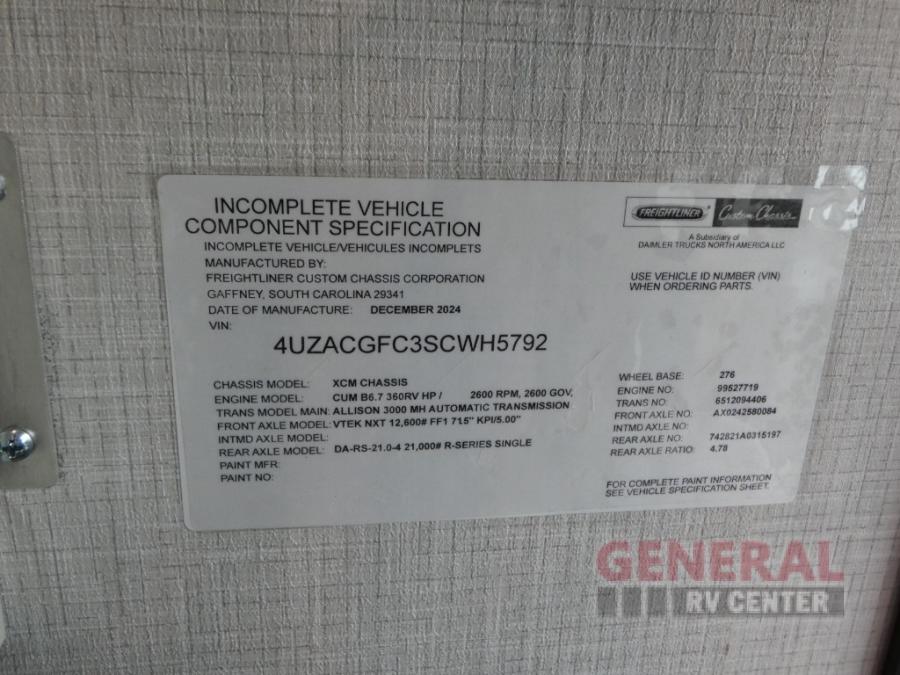 INCOMPLETE VEHICLE
COMPONENT SPECIFICATION
INCOMPLETE VEHICLE/VEHICULES INCOMPLETS
MANUFACTURED BY:
FREIGHTLINER CUSTOM CHASSIS CORPORATION
GAFFNEY, SOUTH CAROLINA 29341
DATE OF MANUFACTURE: DECEMBER 2024
VIN:
4UZACGFC3SCWH5792
FREIGHTLINER Custom Chassis
A Subsidiary of
DAIMLER TRUCKS NORTH AMERICA LLC
USE VEHICLE ID NUMBER (VIN)
WHEN ORDERING PARTS.
CHASSIS MODEL: XCM CHASSIS
ENGINE MODEL: CUM B6.7 360RV HP / 2600 RPM, 2600 GOV,
TRANS MODEL MAIN: ALLISON 3000 MH AUTOMATIC TRANSMISSION
FRONT AXLE MODEL: VTEK NXT 12,600# FF1 71.5" KPI/5.00"
INTMD AXLE MODEL:
REAR AXLE MODEL: DA-RS-21.0-4 21,000# R-SERIES SINGLE
PAINT MFR:
PAINT NO:
WHEEL BASE: 276
ENGINE NO: 99527719
TRANS NO: 6512094406
FRONT AXLE NO: AX0242580084
INTMD AXLE NO:
REAR AXLE NO: 742821A0315197
REAR AXLE RATIO: 4.78
FOR COMPLETE PAINT INFORMATION
SEE VEHICLE SPECIFICATION SHEET.
GENERAL
RV CENTER